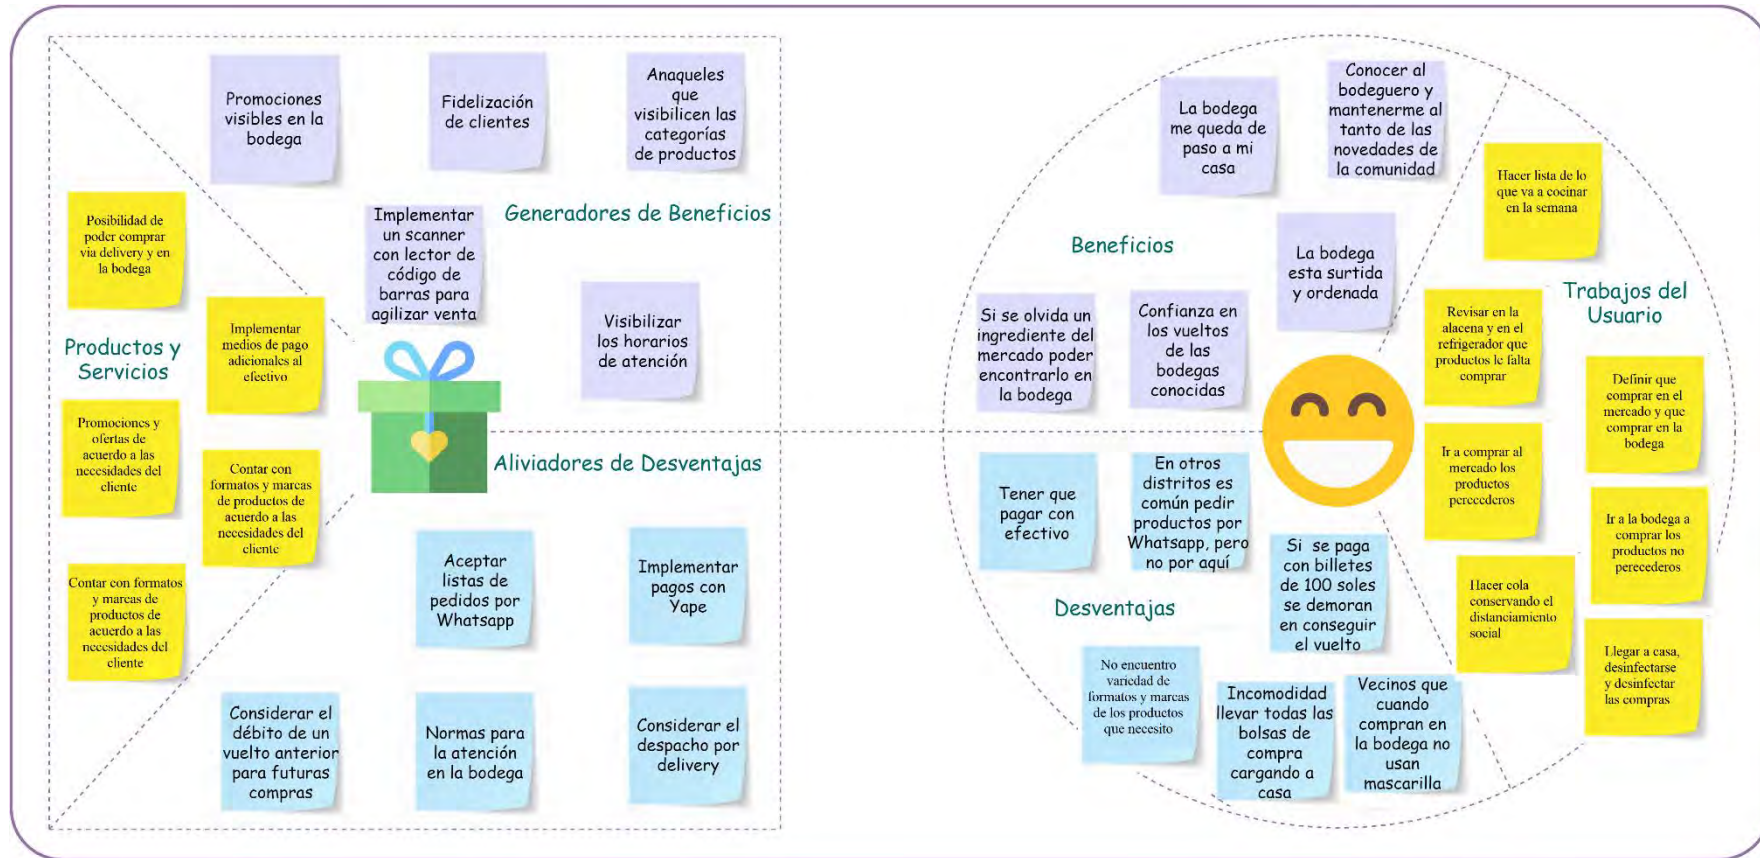 Promociones
visibles en la
bodega
Fidelización
de clientes
Anaqueles
que
visibilicen las
categorías
de productos
Generadores de Beneficios
Implementar
un scanner
con lector de
código de
barras para
agilizar venta
Visibilizar
los horarios
de atención
Posibilidad de
poder comprar
via delivery y en
la bodega
Implementar
medios de pago
adicionales al
efectivo
Productos y
Servicios
Promociones y
ofertas de
acuerdo a las
necesidades del
cliente
Contar con
formatos y marcas
de productos de
acuerdo a las
necesidades del
cliente
Contar con formatos
y marcas de
productos de
acuerdo a las
necesidades del
cliente
Aliviadores de Desventajas
Aceptar
listas de
pedidos por
Whatsapp
Implementar
pagos con
Yape
Considerar el
débito de un
vuelto anterior
para futuras
compras
Normas para
la atención
en la bodega
Considerar el
despacho por
delivery
La bodega
me queda de
paso a mi
casa
Conocer al
bodeguero y
mantenerme al
tanto de las
novedades de
la comunidad
Beneficios
La bodega
esta surtida
y ordenada
Si se olvida un
ingrediente del
mercado poder
encontrarlo en
la bodega
Confianza en
los vueltos
de las
bodegas
conocidas
Hacer lista de lo
que va a cocinar
en la semana
Trabajos del
Usuario
Revisar en la
alacena y en el
refrigerador que
productos le falta
comprar
Definir que
comprar en el
mercado y que
comprar en la
bodega
Ir a comprar al
mercado los
productos
perecederos
Ir a la bodega a
comprar los
productos no
perecederos
Hacer cola
conservando el
distanciamiento
social
Llegar a casa,
desinfectarse
y desinfectar
las compras
Tener que
pagar con
efectivo
En otros
distritos es
común pedir
productos por
Whatsapp, pero
no por aquí
Si se paga
con billetes
de 100 soles
se demoran
en conseguir
el vuelto
Desventajas
No encuentro
variedad de
formatos y marcas
de los productos
que necesito
Incomodidad
llevar todas las
bolsas de
compra
cargando a
casa
Vecinos que
cuando
compran en
la bodega no
usan
mascarilla